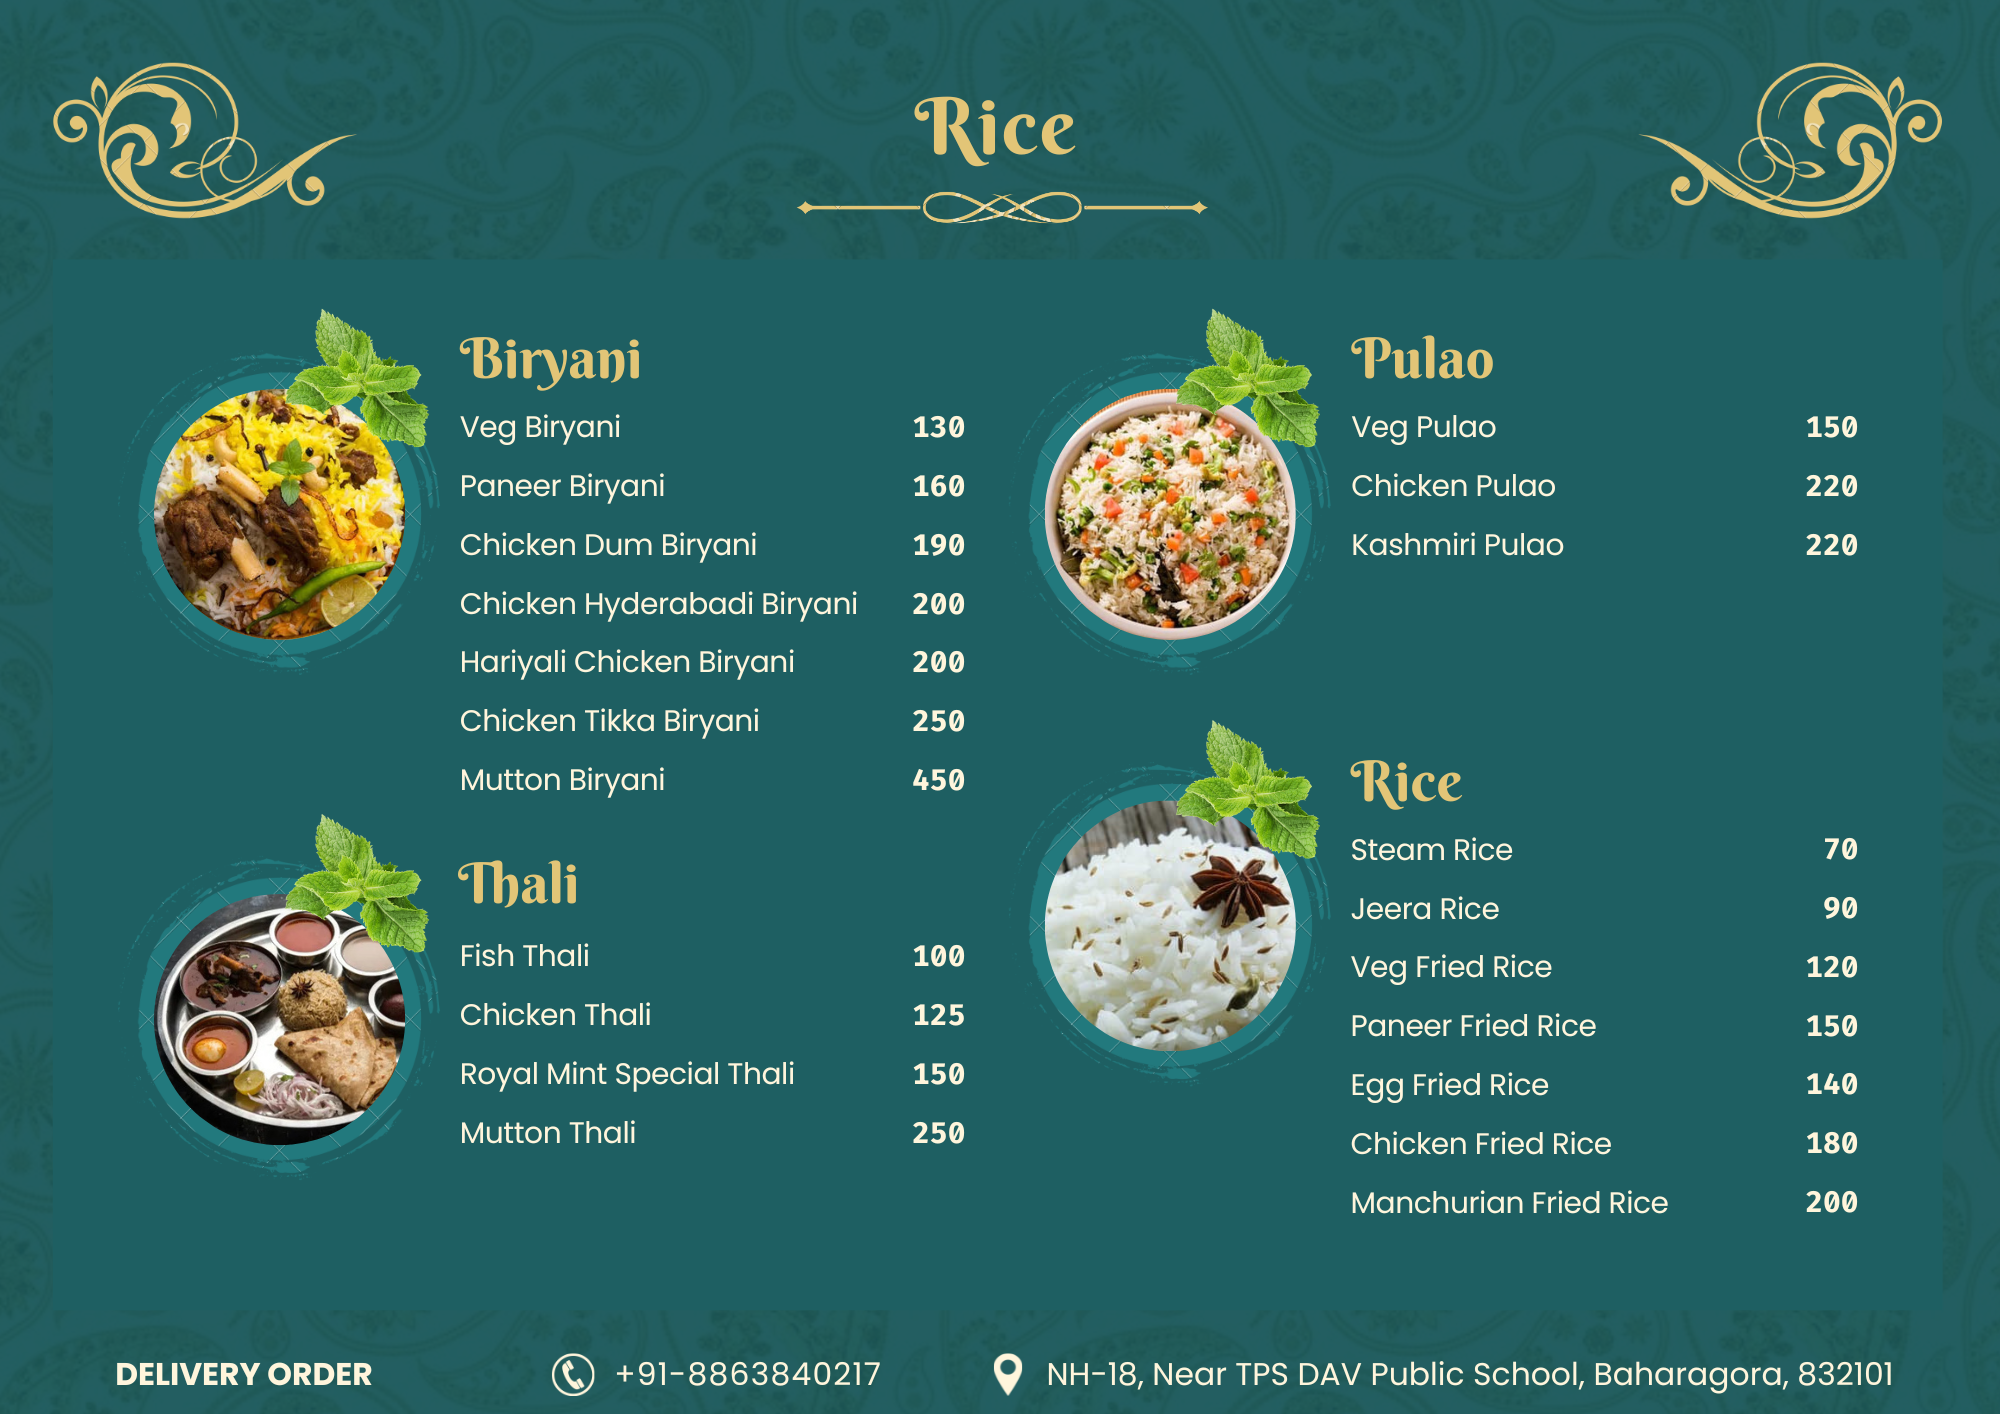 Rice
Biryani
Veg Biryani 130
Paneer Biryani 160
Chicken Dum Biryani 190
Chicken Hyderabadi Biryani 200
Hariyali Chicken Biryani 200
Chicken Tikka Biryani 250
Mutton Biryani 450
Thali
Fish Thali 100
Chicken Thali 125
Royal Mint Special Thali 150
Mutton Thali 250
Pulao
Veg Pulao 150
Chicken Pulao 220
Kashmiri Pulao 220
Rice
Steam Rice 70
Jeera Rice 90
Veg Fried Rice 120
Paneer Fried Rice 150
Egg Fried Rice 140
Chicken Fried Rice 180
Manchurian Fried Rice 200
DELIVERY ORDER +91-8863840217 NH-18, Near TPS DAV Public School, Baharagora, 832101